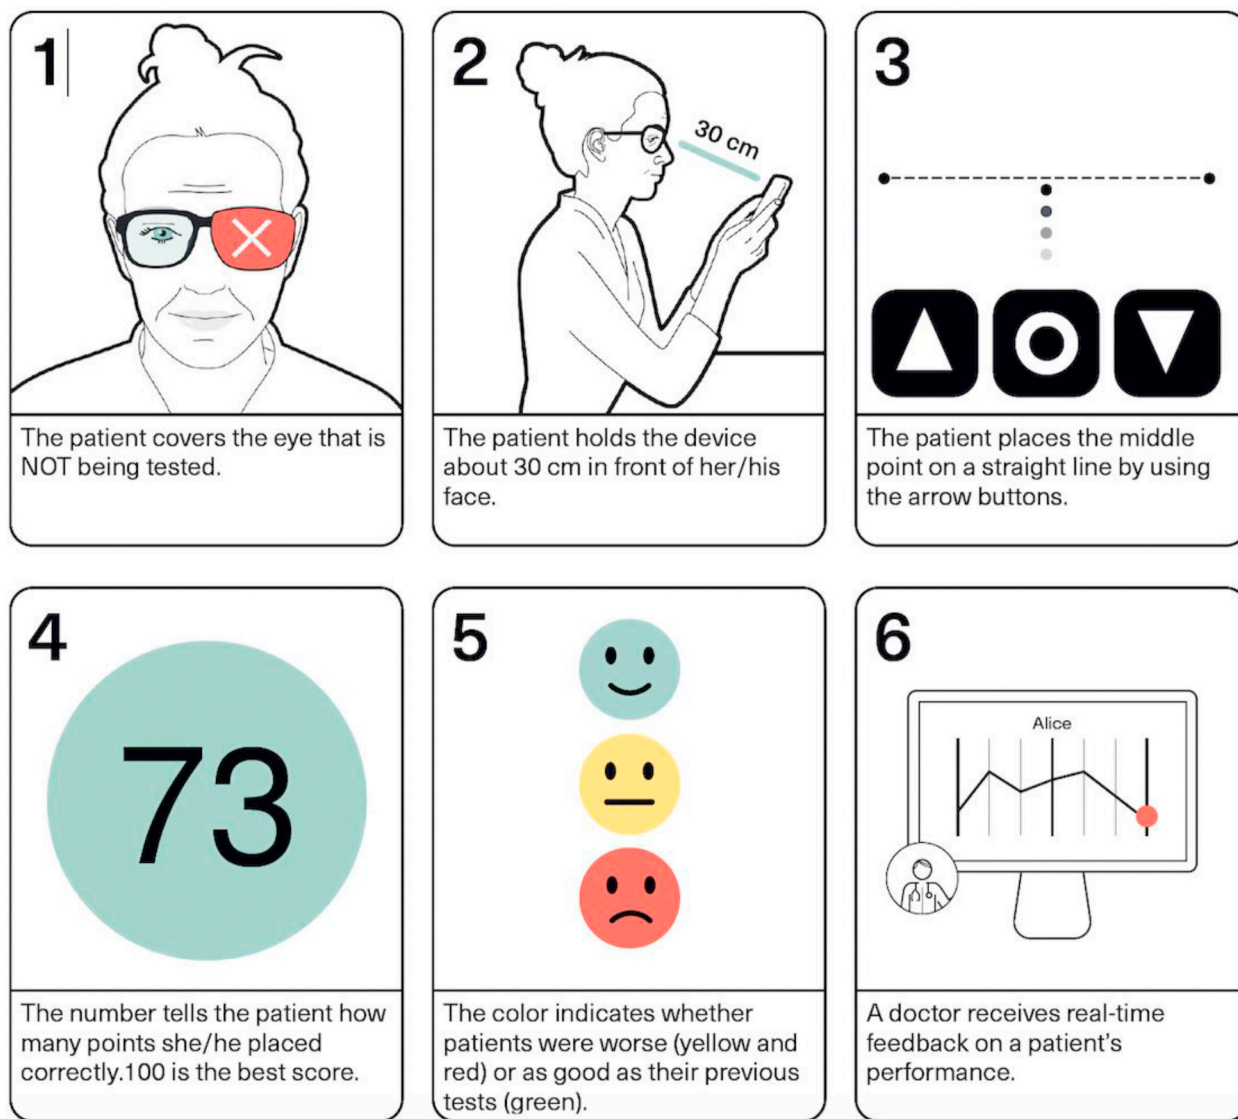 1
The patient covers the eye that is
NOT being tested.
2
30 cm
The patient holds the device
about 30 cm in front of her/his
face.
3
The patient places the middle
point on a straight line by using
the arrow buttons.
4
73
The number tells the patient how
many points she/he placed
correctly.100 is the best score.
5
The color indicates whether
patients were worse (yellow and
red) or as good as their previous
tests (green).
6
Alice
A doctor receives real-time
feedback on a patient's
performance.